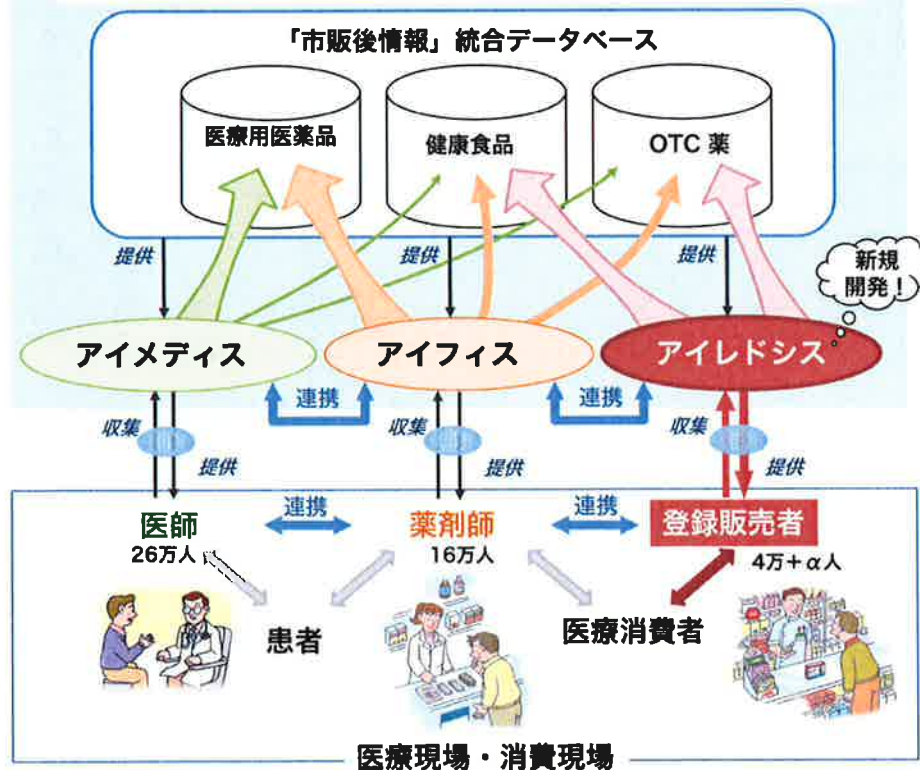 「市販後情報」統合データベース
医療用医薬品
健康食品
OTC 薬
提供
提供
提供
新規
開発！
アイメディス
アイフィス
アイレドシス
連携
連携
収集
提供
収集
提供
収集
提供
医師
26万人
連携
薬剤師
16万人
連携
登録販売者
4万＋α人
患者
医療消費者
医療現場・消費現場